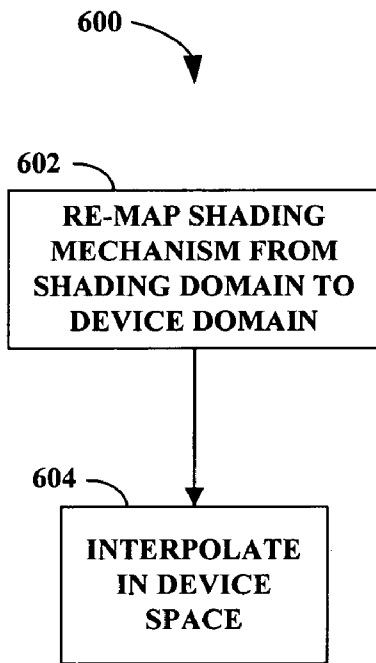 600
602
RE-MAP SHADING
MECHANISM FROM
SHADING DOMAIN TO
DEVICE DOMAIN
604
INTERPOLATE
IN DEVICE
SPACE